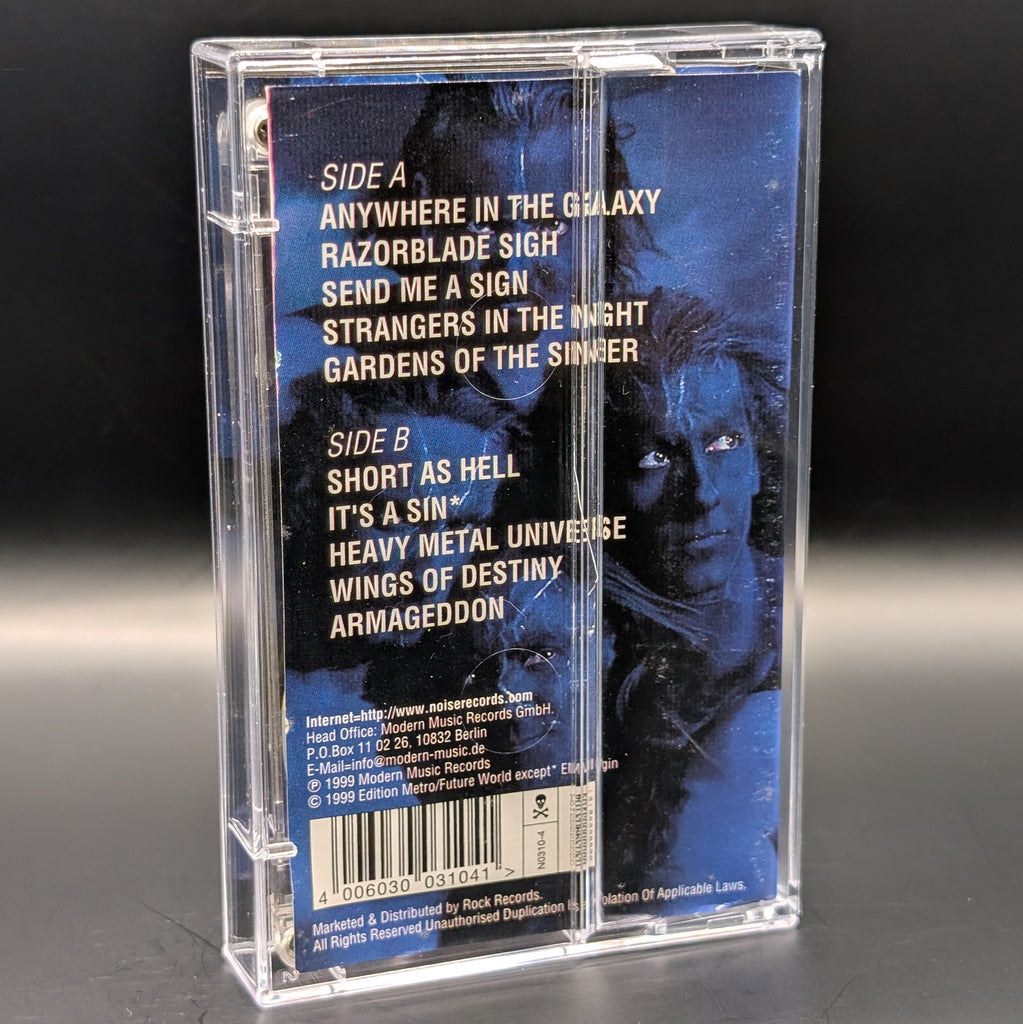 SIDE A
ANYWHERE IN THE GALAXY
RAZORBLADE SIGH
SEND ME A SIGN
STRANGERS IN THE NIGHT
GARDENS OF THE SINNER
SIDE B
SHORT AS HELL
IT'S A SIN*
HEAVY METAL UNIVERSE
WINGS OF DESTINY
ARMAGEDDON
Internet=http://www.noiserecords.com
Head Office: Modern Music Records GmbH.
P.O.Box 11 02 26, 10832 Berlin
E-Mail=info@modern-music.de
℗ 1999 Modern Music Records
© 1999 Edition Metro/Future World except* EMI Virgin
4 006030 031041 >
N0310-4
Marketed & Distributed by Rock Records.
All Rights Reserved Unauthorised Duplication Is a Violation Of Applicable Laws.